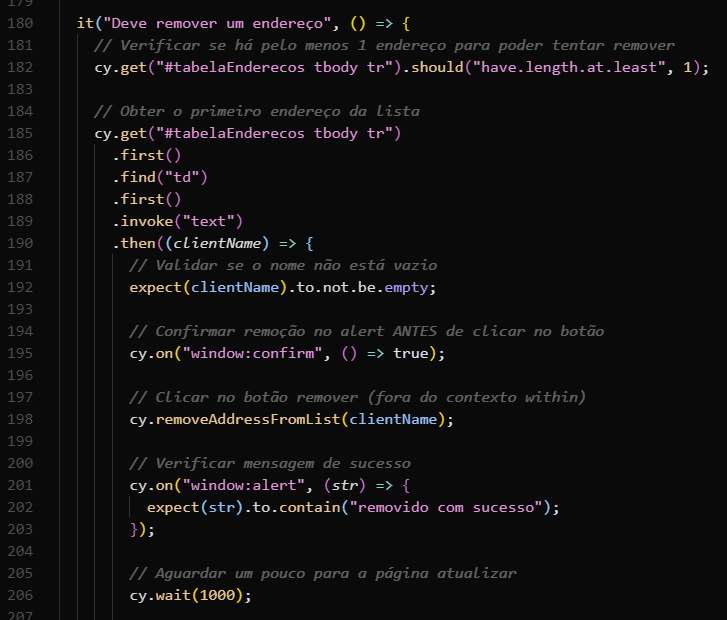 179
180 it("Deve remover um endereço", () => {
181 // Verificar se há pelo menos 1 endereço para poder tentar remover
182 cy.get("#tabelaEnderecos tbody tr").should("have.length.at.least", 1);
183
184 // Obter o primeiro endereço da lista
185 cy.get("#tabelaEnderecos tbody tr")
186 .first()
187 .find("td")
188 .first()
189 .invoke("text")
190 .then((clientName) => {
191 // Validar se o nome não está vazio
192 expect(clientName).to.not.be.empty;
193
194 // Confirmar remoção no alert ANTES de clicar no botão
195 cy.on("window:confirm", () => true);
196
197 // Clicar no botão remover (fora do contexto within)
198 cy.removeAddressFromList(clientName);
199
200 // Verificar mensagem de sucesso
201 cy.on("window:alert", (str) => {
202 expect(str).to.contain("removido com sucesso");
203 });
204
205 // Aguardar um pouco para a página atualizar
206 cy.wait(1000);
207